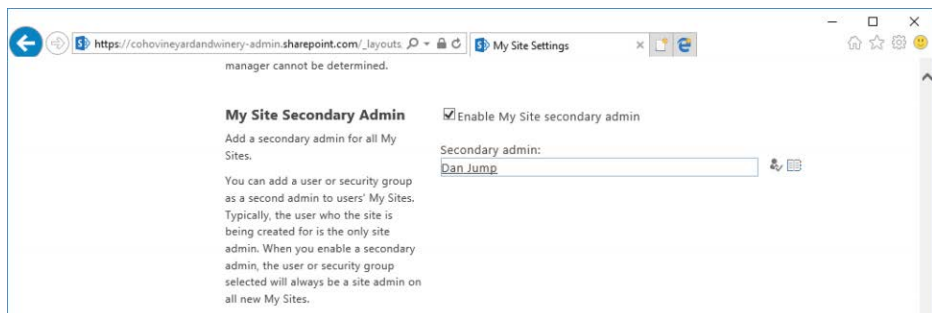 https://cohovineyardandwinery-admin.sharepoint.com/_layouts
My Site Settings
manager cannot be determined.
My Site Secondary Admin
Add a secondary admin for all My
Sites.
You can add a user or security group
as a second admin to users' My Sites.
Typically, the user who the site is
being created for is the only site
admin. When you enable a secondary
admin, the user or security group
selected will always be a site admin on
all new My Sites.
Enable My Site secondary admin
Secondary admin:
Dan Jump